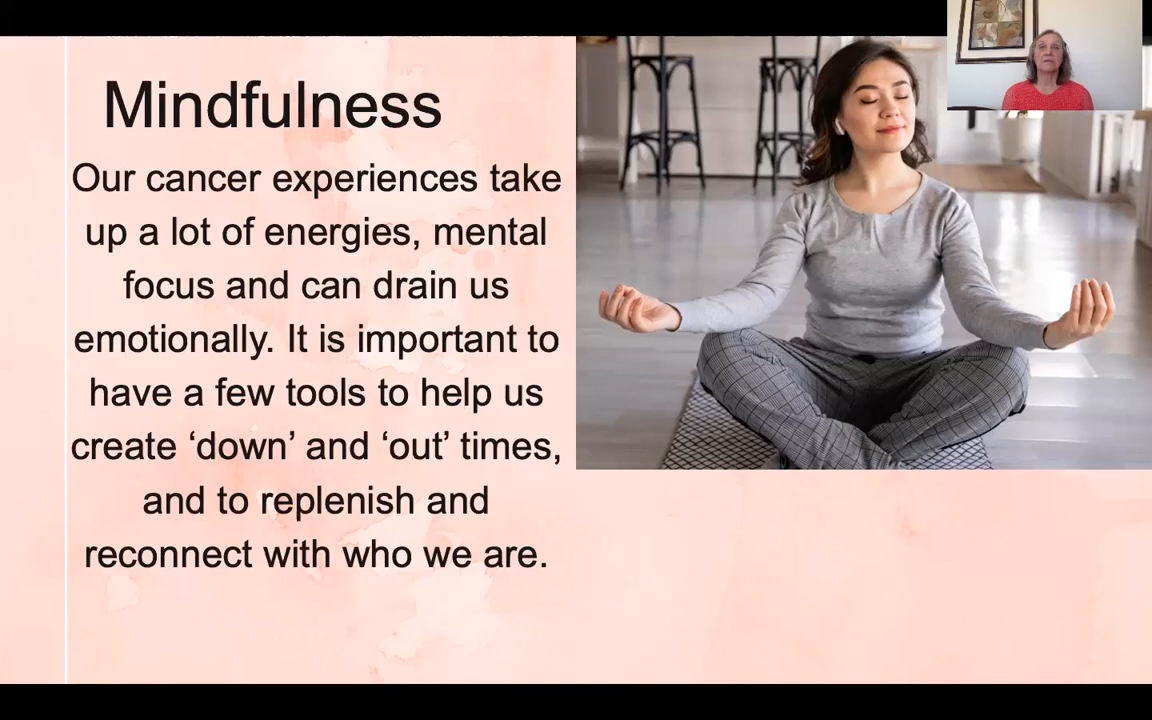 Mindfulness
Our cancer experiences take
up a lot of energies, mental
focus and can drain us
emotionally. It is important to
have a few tools to help us
create ‘down’ and ‘out’ times,
and to replenish and
reconnect with who we are.